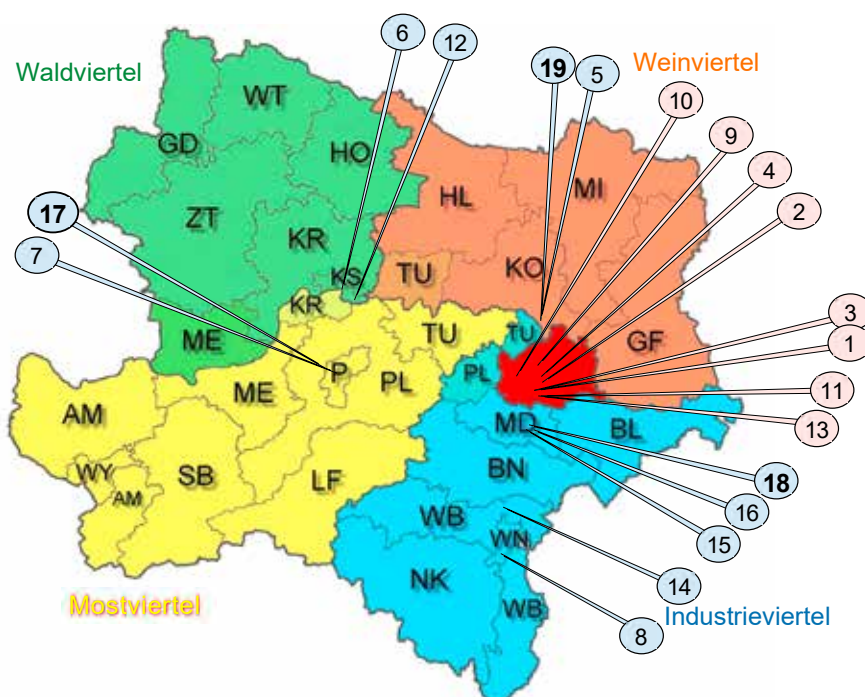 6
12
19
5
Weinviertel
Waldviertel
10
WT
9
GD
HO
MI
4
HL
17
ZT
2
7
KR
KS
TU
KO
KR
TU
TU
3
GF
1
ME
P
PL
PL
ME
11
AM
MD
BL
13
WY
AM
SB
LF
BN
18
16
WB
15
WN
14
NK
Mostviertel
WB
Industrieviertel
8